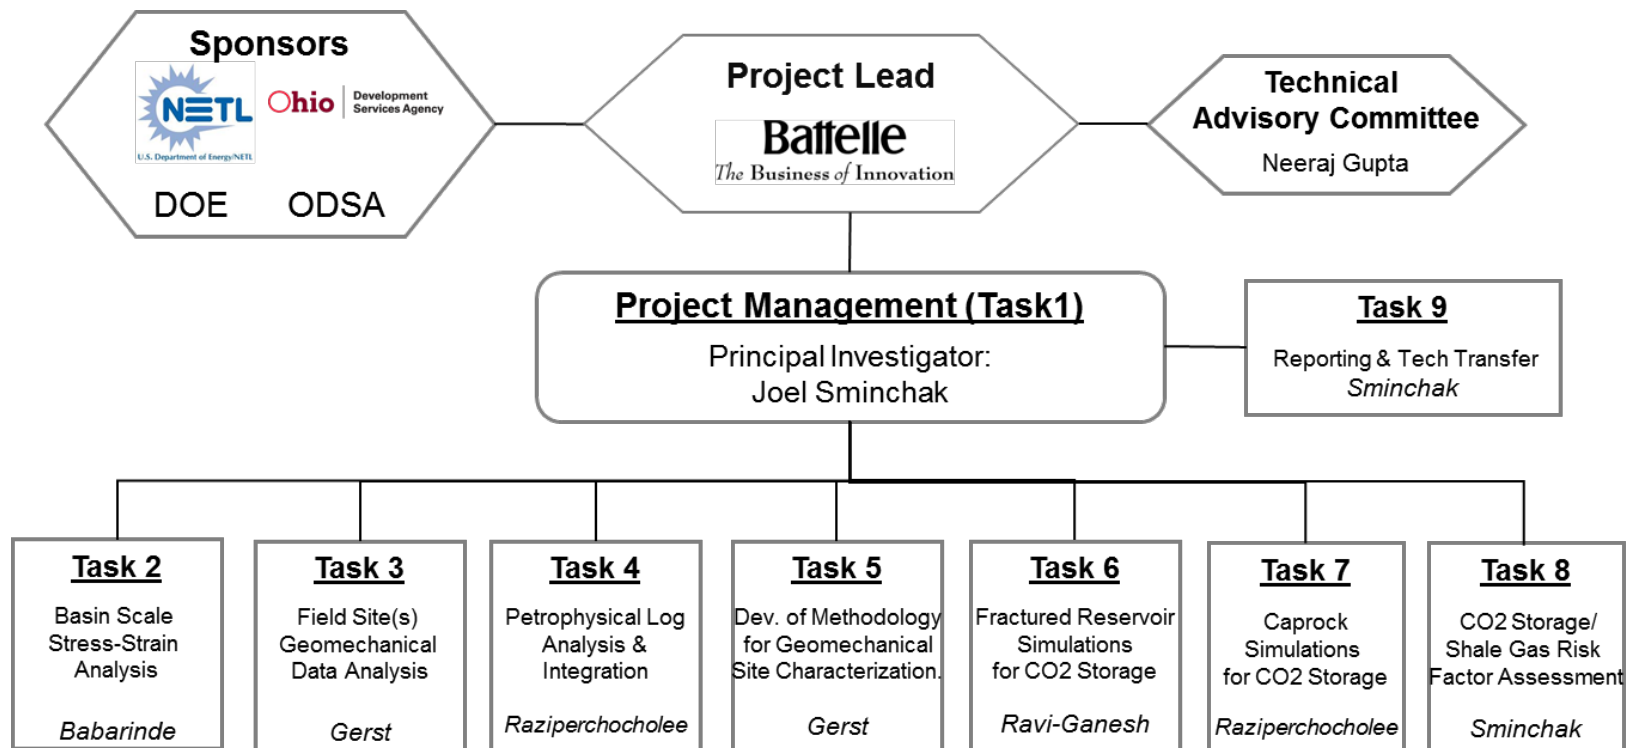 Sponsors
NETL
U.S. Department of Energy/NETL
Ohio
Development
Services Agency
DOE
ODSA
Project Lead
Battelle
The Business of Innovation
Technical
Advisory Committee
Neeraj Gupta
Project Management (Task1)
Principal Investigator:
Joel Sminchak
Task 9
Reporting & Tech Transfer
Sminchak
Task 2
Basin Scale
Stress-Strain
Analysis
Babarinde
Task 3
Field Site(s)
Geomechanical
Data Analysis
Gerst
Task 4
Petrophysical Log
Analysis &
Integration
Raziperchocholee
Task 5
Dev. of Methodology
for Geomechanical
Site Characterization.
Gerst
Task 6
Fractured Reservoir
Simulations
for CO2 Storage
Ravi-Ganesh
Task 7
Caprock
Simulations
for CO2 Storage
Raziperchocholee
Task 8
CO2 Storage/
Shale Gas Risk
Factor Assessment
Sminchak